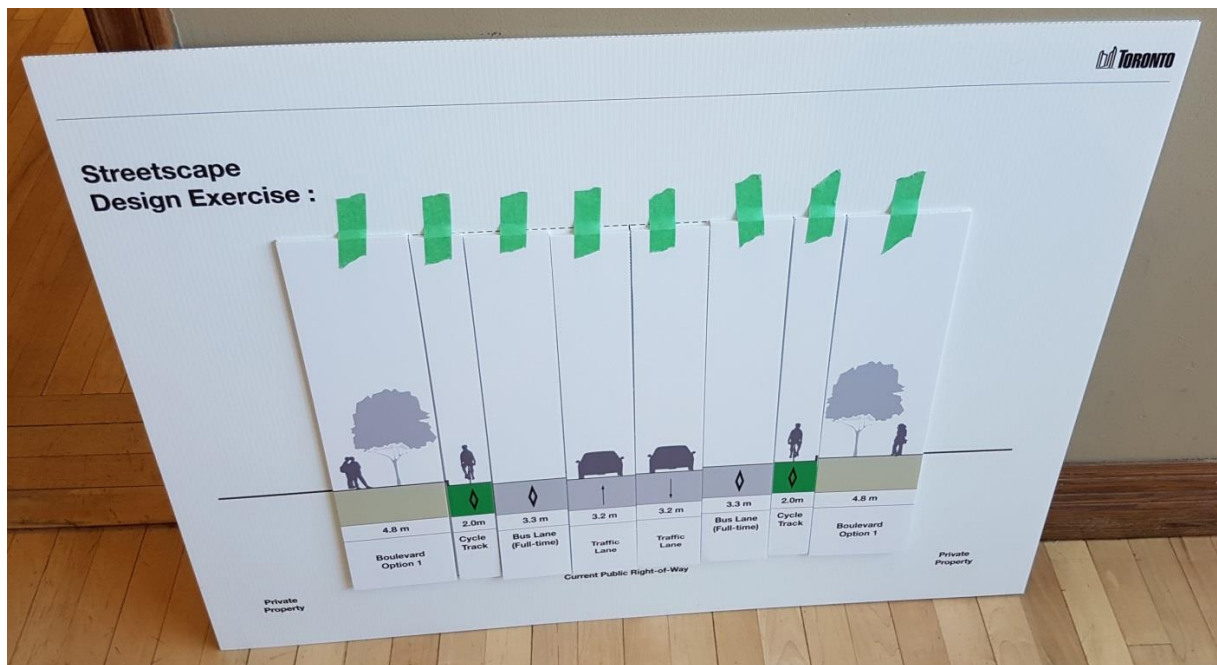 TORONTO
Streetscape
Design Exercise :
4.8 m
2.0m
3.3 m
3.2 m
3.2 m
3.3 m
2.0m
4.8 m
Boulevard
Option 1
Cycle
Track
Bus Lane
(Full-time)
Traffic
Lane
Traffic
Lane
Bus Lane
(Full-time)
Cycle
Track
Boulevard
Option 1
Current Public Right-of-Way
Private
Property
Private
Property